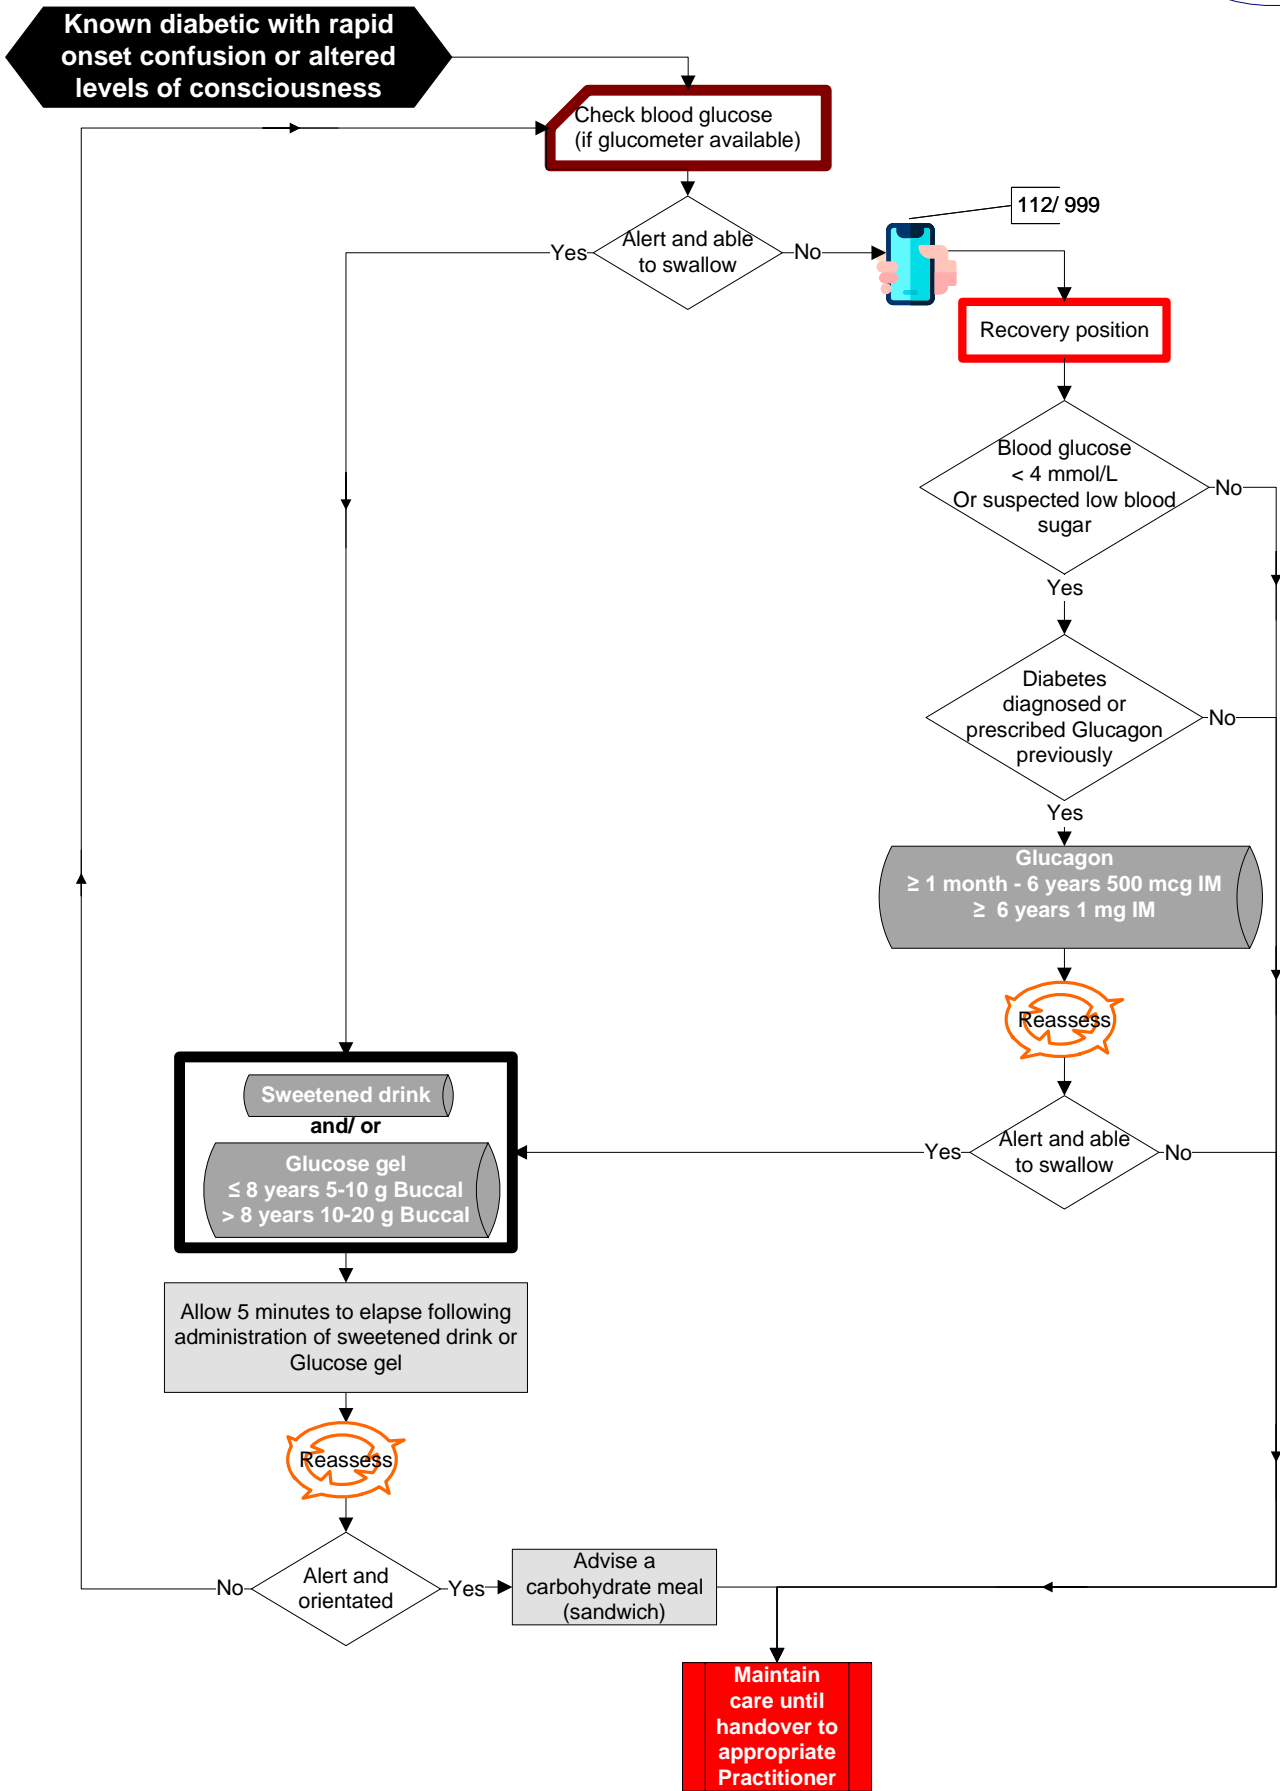 Known diabetic with rapid
onset confusion or altered
levels of consciousness
Check blood glucose
(if glucometer available)
112/ 999
Alert and able
to swallow
Yes
No
Recovery position
Blood glucose
< 4 mmol/L
Or suspected low blood
sugar
No
Yes
Diabetes
diagnosed or
prescribed Glucagon
previously
No
Yes
Glucagon
≥ 1 month - 6 years 500 mcg IM
≥ 6 years 1 mg IM
Reassess
Alert and able
to swallow
Yes
No
Sweetened drink
and/ or
Glucose gel
≤ 8 years 5-10 g Buccal
> 8 years 10-20 g Buccal
Allow 5 minutes to elapse following
administration of sweetened drink or
Glucose gel
Reassess
Alert and
orientated
No
Yes
Advise a
carbohydrate meal
(sandwich)
Maintain
care until
handover to
appropriate
Practitioner